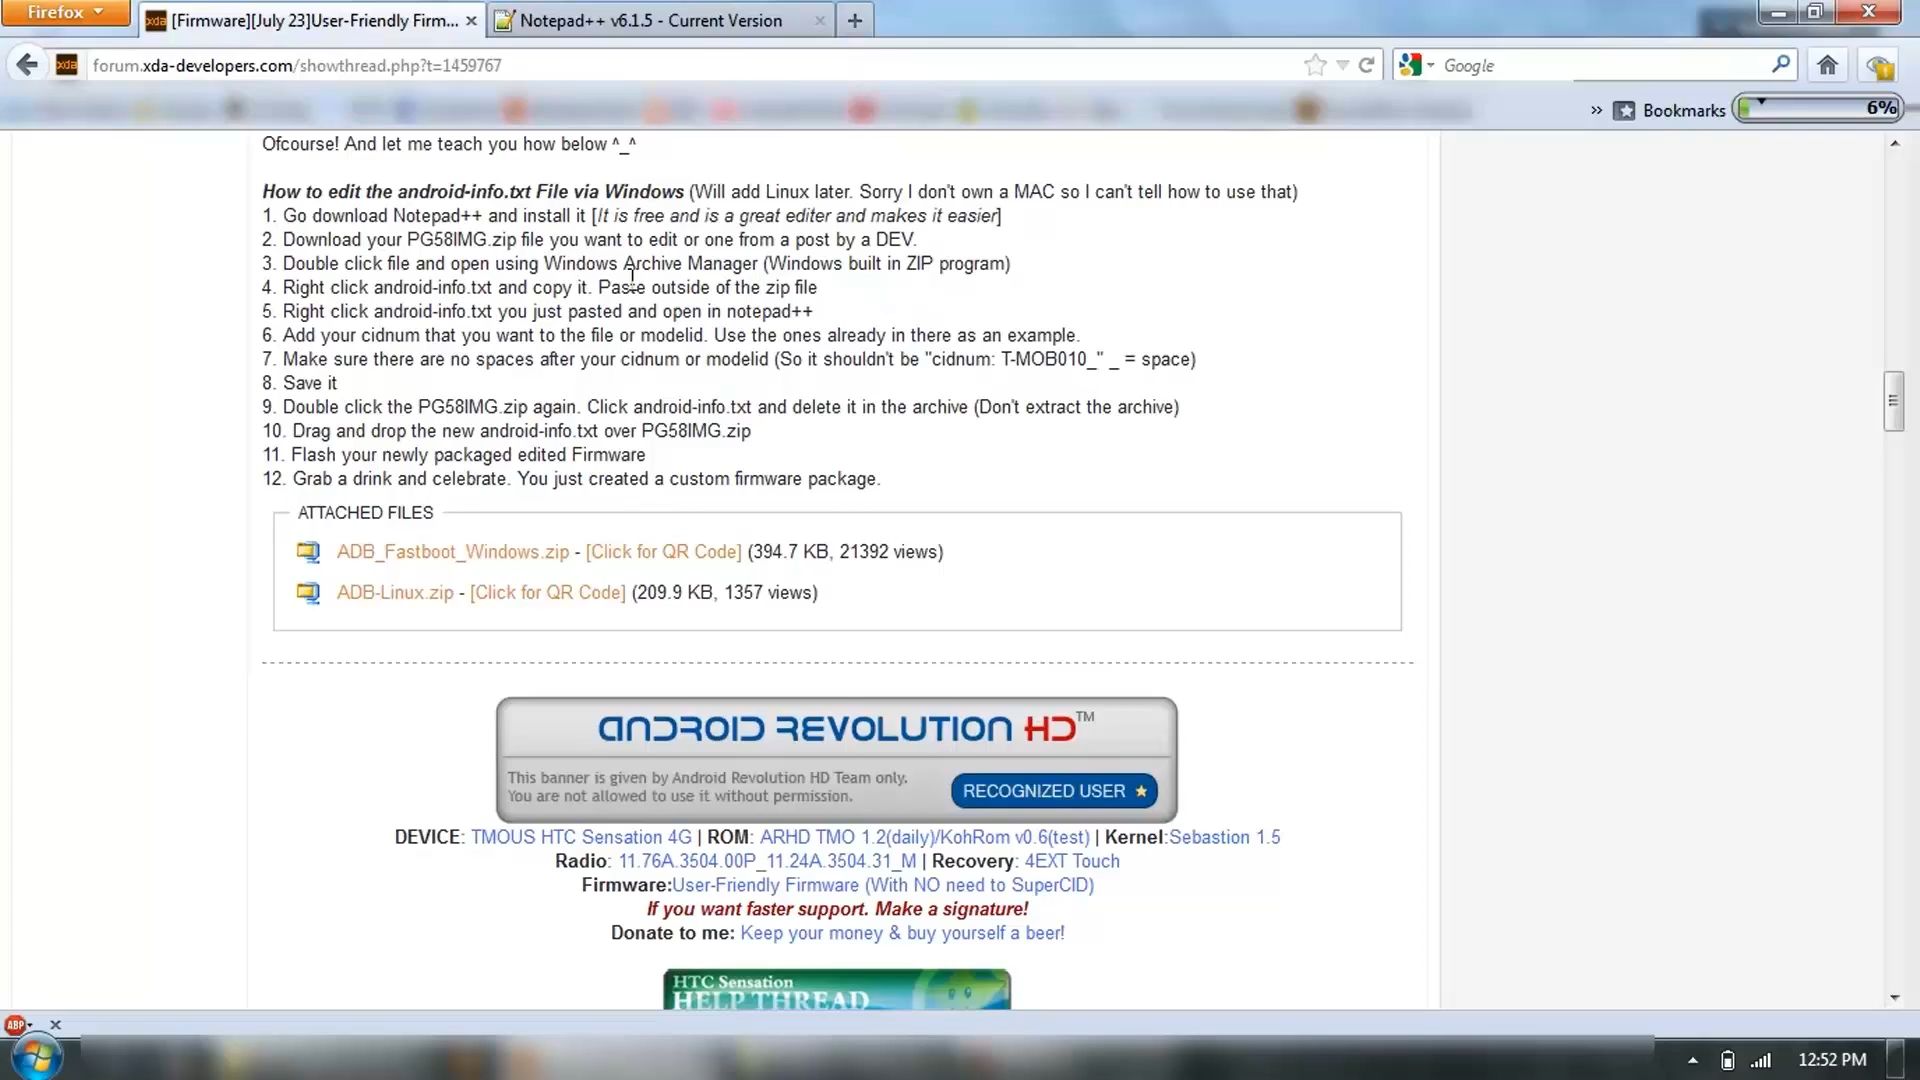 Firefox
[Firmware][July 23]User-Friendly Firm...
Notepad++ v6.1.5 - Current Version
forum.xda-developers.com/showthread.php?t=1459767
Google
» Bookmarks
6%
Ofcourse! And let me teach you how below ^_^
How to edit the android-info.txt File via Windows (Will add Linux later. Sorry I don't own a MAC so I can't tell how to use that)
1. Go download Notepad++ and install it [It is free and is a great editer and makes it easier]
2. Download your PG58IMG.zip file you want to edit or one from a post by a DEV.
3. Double click file and open using Windows Archive Manager (Windows built in ZIP program)
4. Right click android-info.txt and copy it. Paste outside of the zip file
5. Right click android-info.txt you just pasted and open in notepad++
6. Add your cidnum that you want to the file or modelid. Use the ones already in there as an example.
7. Make sure there are no spaces after your cidnum or modelid (So it shouldn't be "cidnum: T-MOB010_" _ = space)
8. Save it
9. Double click the PG58IMG.zip again. Click android-info.txt and delete it in the archive (Don't extract the archive)
10. Drag and drop the new android-info.txt over PG58IMG.zip
11. Flash your newly packaged edited Firmware
12. Grab a drink and celebrate. You just created a custom firmware package.
ATTACHED FILES
ADB_Fastboot_Windows.zip - [Click for QR Code] (394.7 KB, 21392 views)
ADB-Linux.zip - [Click for QR Code] (209.9 KB, 1357 views)
ANDROID REVOLUTION HD™
This banner is given by Android Revolution HD Team only.
You are not allowed to use it without permission.
RECOGNIZED USER
DEVICE: TMOUS HTC Sensation 4G | ROM: ARHD TMO 1.2(daily)/KohRom v0.6(test) | Kernel:Sebastion 1.5
Radio: 11.76A.3504.00P_11.24A.3504.31_M | Recovery: 4EXT Touch
Firmware:User-Friendly Firmware (With NO need to SuperCID)
If you want faster support. Make a signature!
Donate to me: Keep your money & buy yourself a beer!
HTC Sensation
HELP THREAD
ABP
12:52 PM